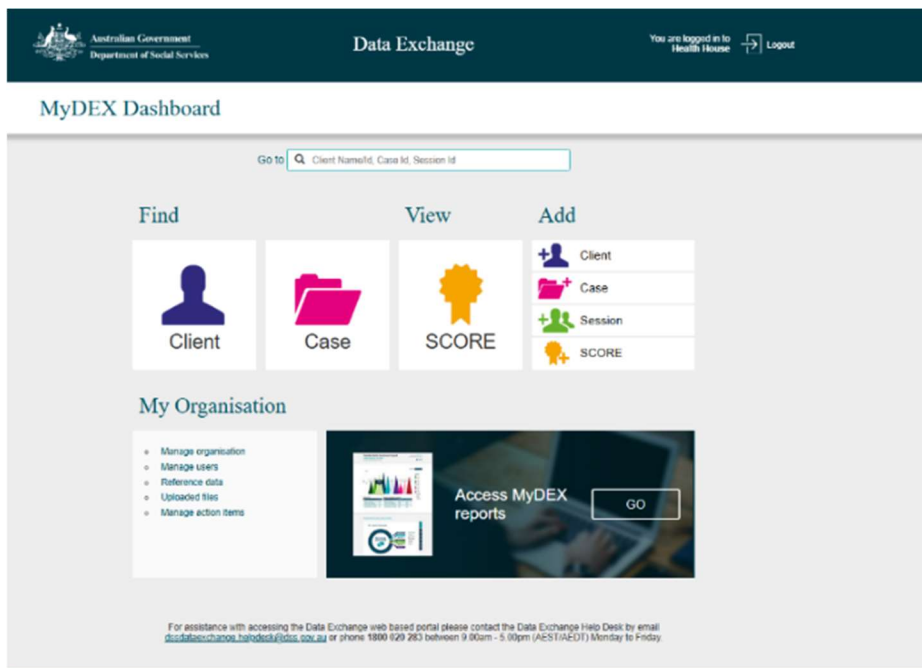 Australian Government
Department of Social Services
Data Exchange
You are logged in to
Health House
Logout
MyDEX Dashboard
Go to
Client Name/Id, Case Id, Session Id
Find
View
Add
Client
Case
SCORE
Client
Case
Session
SCORE
My Organisation
Manage organisation
Manage users
Reference data
Uploaded files
Manage action items
Access MyDEX
reports
GO
For assistance with accessing the Data Exchange web based portal please contact the Data Exchange Help Desk by email
dssdataexchange.helpdesk@dss.gov.au or phone 1800 020 283 between 9.00am - 5.00pm (AEST/AEDT) Monday to Friday.